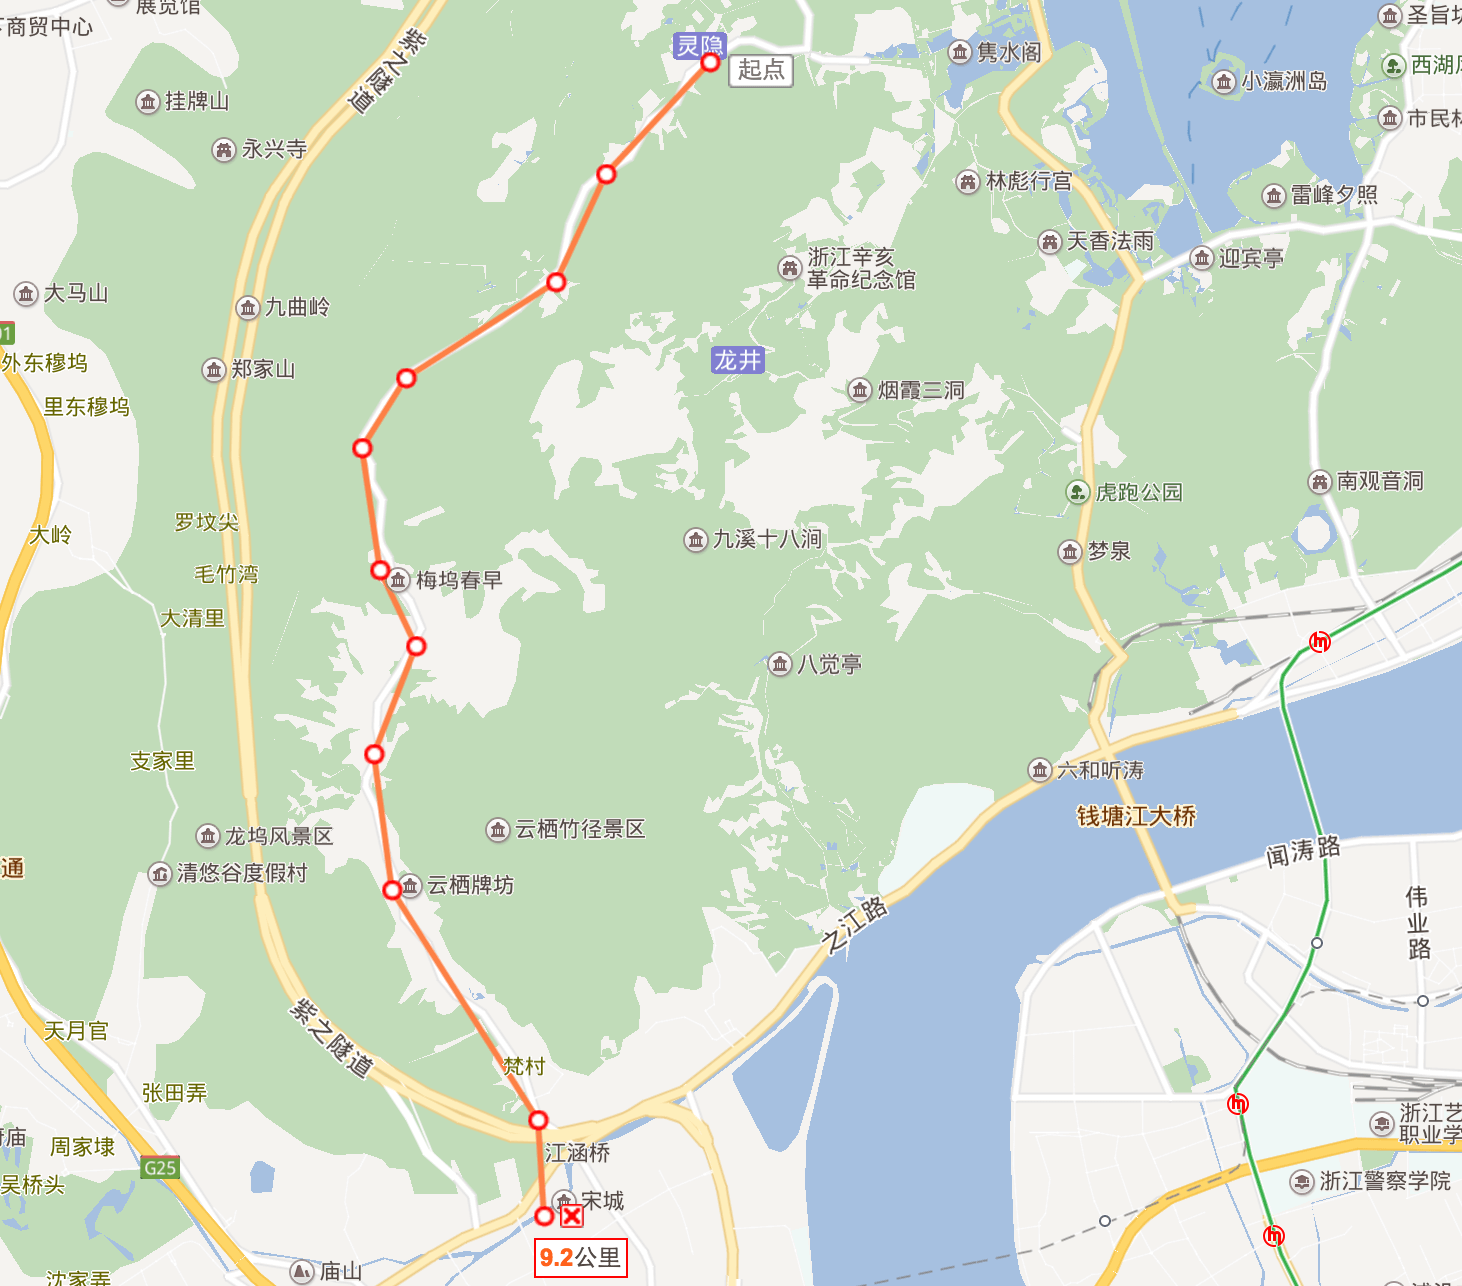 展览馆
商贸中心
紫之隧道
灵隐
起点
隽水阁
圣旨坊
小瀛洲岛
西湖风
挂牌山
市民林
永兴寺
林彪行宫
雷峰夕照
天香法雨
迎宾亭
浙江辛亥
革命纪念馆
大马山
九曲岭
外东穆坞
龙井
郑家山
烟霞三洞
里东穆坞
南观音洞
虎跑公园
罗坟尖
大岭
九溪十八涧
梦泉
毛竹湾
梅坞春早
大清里
八觉亭
支家里
六和听涛
钱塘江大桥
龙坞风景区
云栖竹径景区
闻涛路
通
清悠谷度假村
云栖牌坊
之江路
伟业路
紫之隧道
天月官
梵村
张田弄
浙江艺
职业学
庙
周家埭
江涵桥
G25
吴桥头
浙江警察学院
宋城
9.2公里
庙山
沈家弄